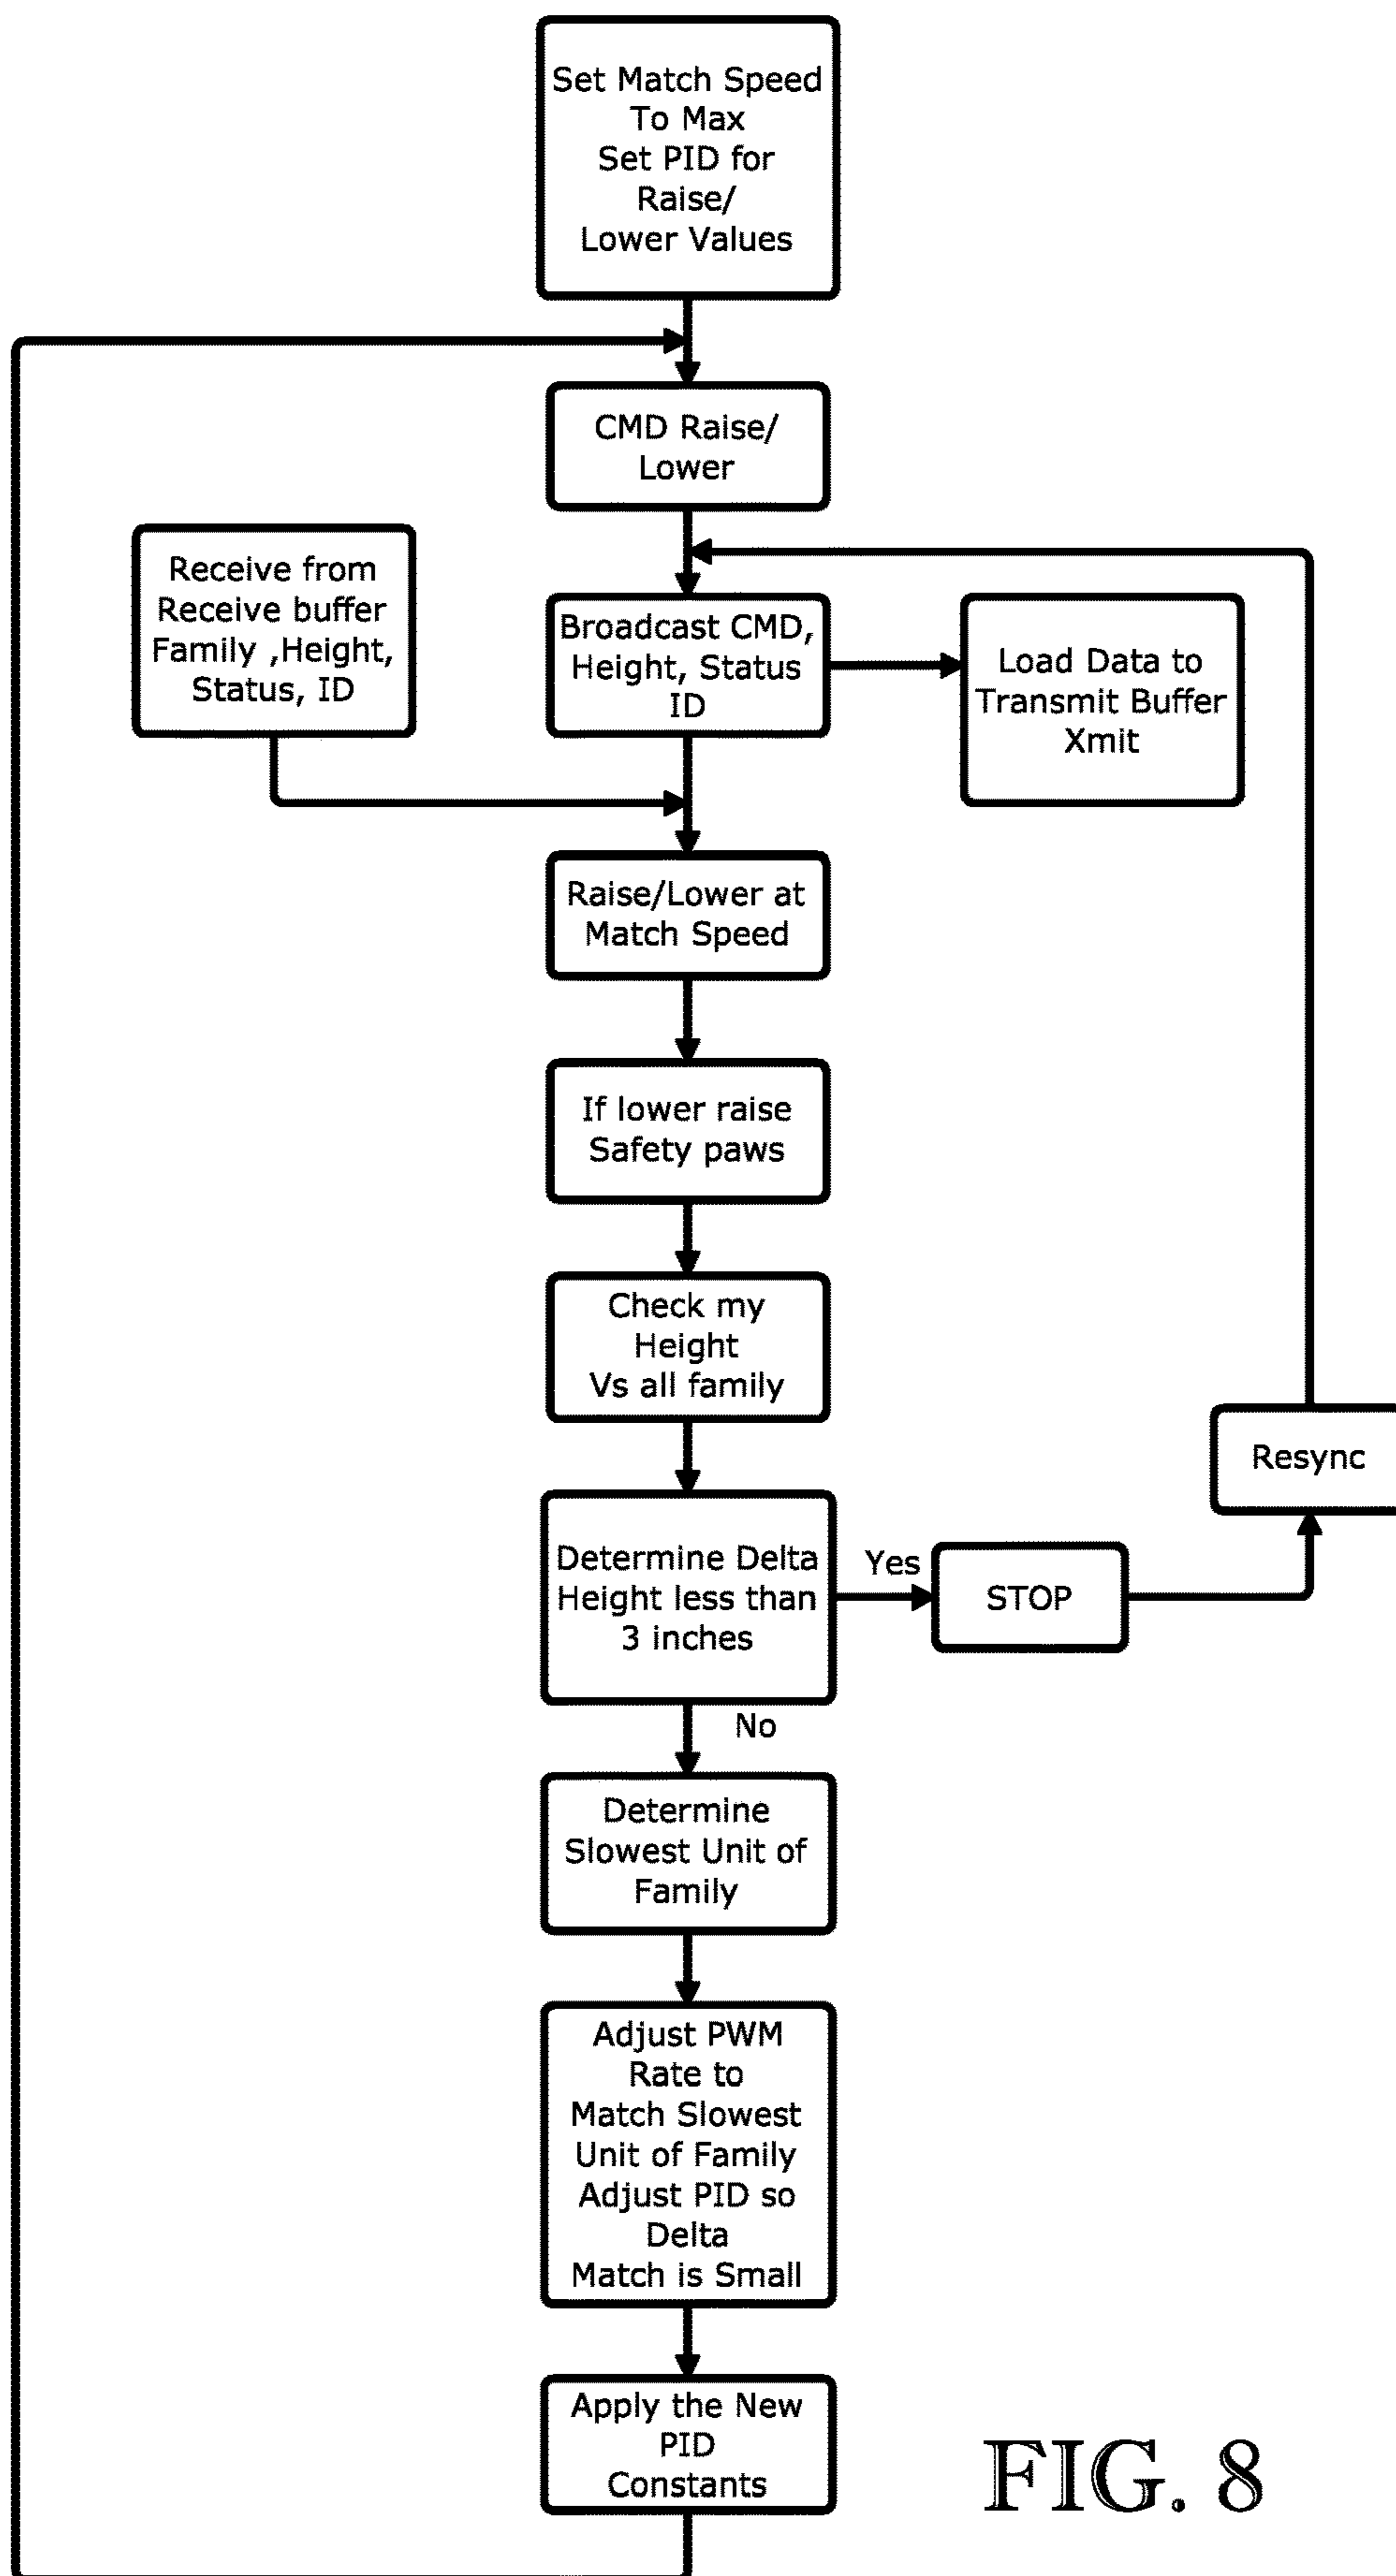 Set Match Speed
To Max
Set PID for
Raise/
Lower Values
CMD Raise/
Lower
Receive from
Receive buffer
Family ,Height,
Status, ID
Broadcast CMD,
Height, Status
ID
Load Data to
Transmit Buffer
Xmit
Raise/Lower at
Match Speed
If lower raise
Safety paws
Check my
Height
Vs all family
Resync
Determine Delta
Height less than
3 inches
Yes
STOP
No
Determine
Slowest Unit of
Family
Adjust PWM
Rate to
Match Slowest
Unit of Family
Adjust PID so
Delta
Match is Small
Apply the New
PID
Constants
FIG. 8